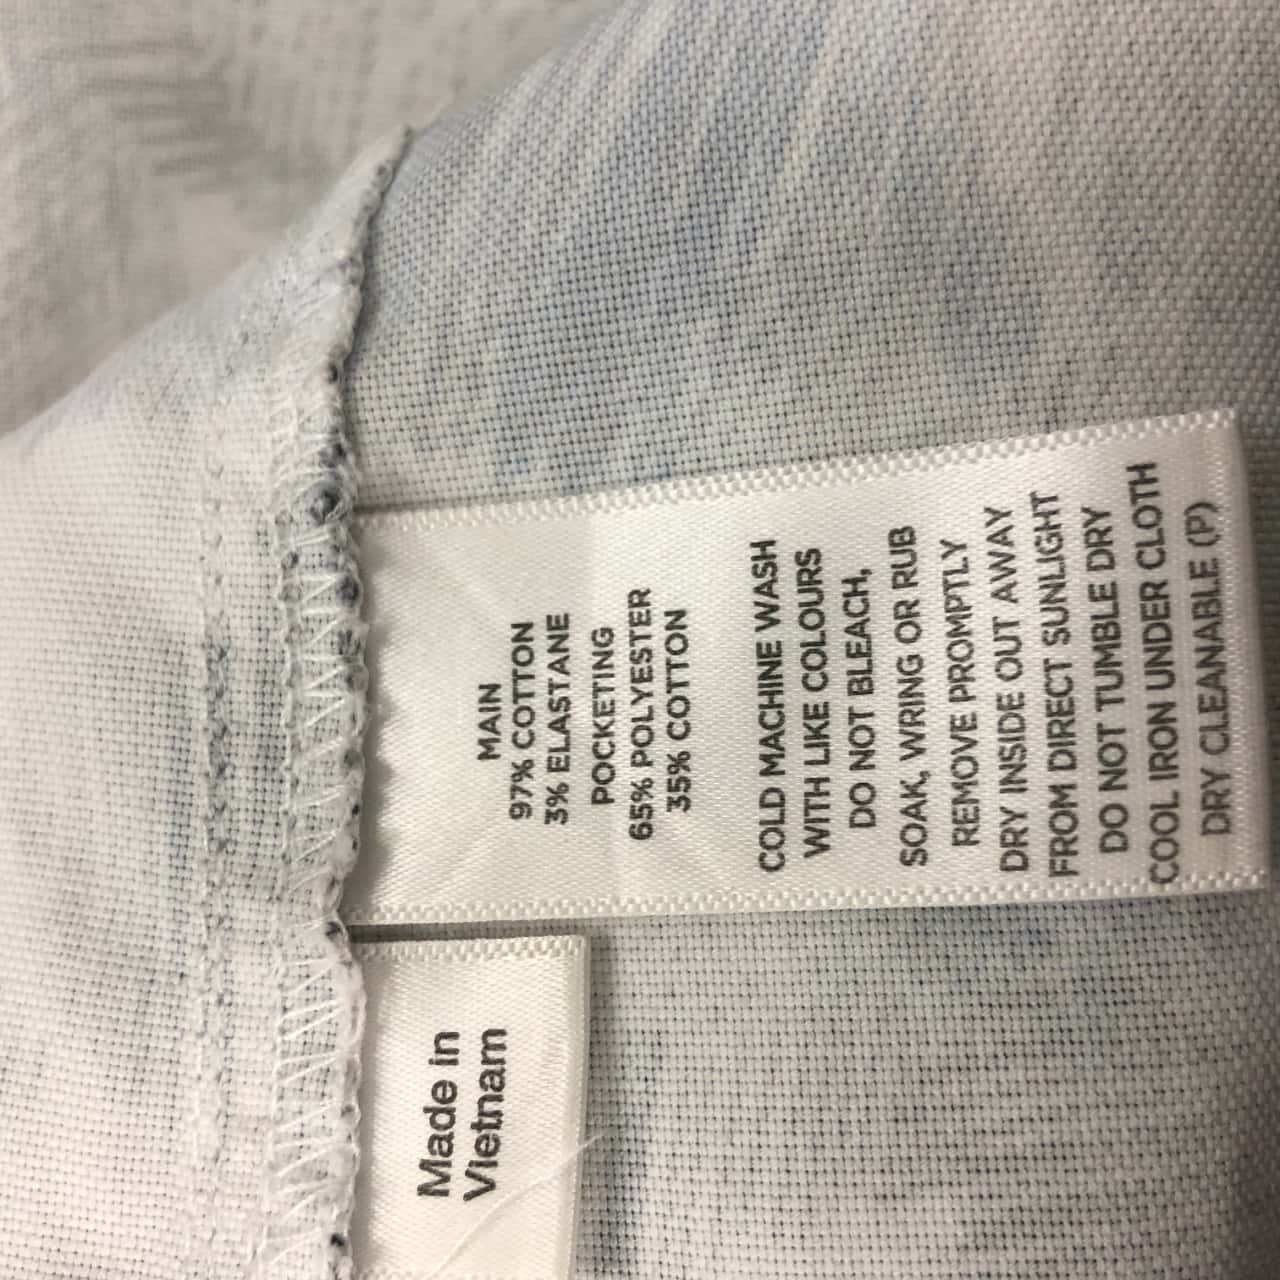 MAIN
97% COTTON
3% ELASTANE
POCKETING
65% POLYESTER
35% COTTON
COLD MACHINE WASH
WITH LIKE COLOURS
DO NOT BLEACH,
SOAK, WRING OR RUB
REMOVE PROMPTLY
DRY INSIDE OUT AWAY
FROM DIRECT SUNLIGHT
DO NOT TUMBLE DRY
COOL IRON UNDER CLOTH
DRY CLEANABLE (P)
Made in
Vietnam